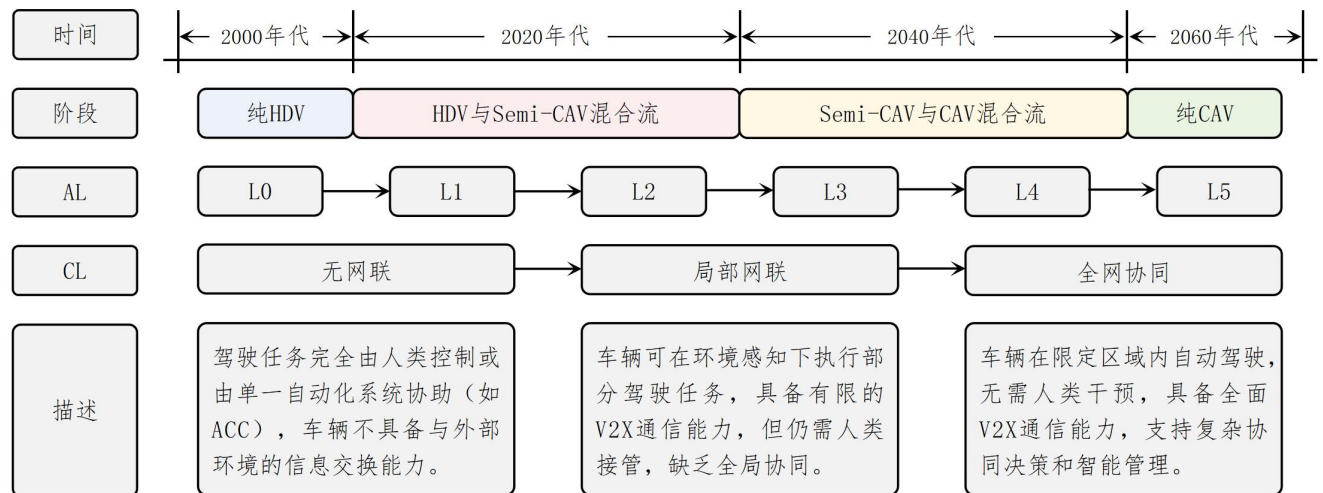 时间
2000年代
2020年代
2040年代
2060年代
阶段
纯HDV
HDV与Semi-CAV混合流
Semi-CAV与CAV混合流
纯CAV
AL
L0
L1
L2
L3
L4
L5
CL
无网联
局部网联
全网协同
描述
驾驶任务完全由人类控制或
由单一自动化系统协助（如
ACC），车辆不具备与外部
环境的信息交换能力。
车辆可在环境感知下执行部
分驾驶任务，具备有限的
V2X通信能力，但仍需人类
接管，缺乏全局协同。
车辆在限定区域内自动驾驶，
无需人类干预，具备全面
V2X通信能力，支持复杂协
同决策和智能管理。